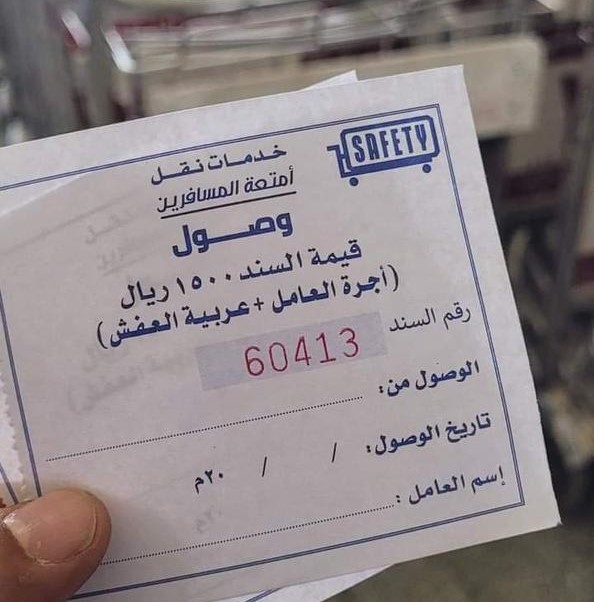 SAFETY
خدمات نقل
أمتعة المسافرين
وصول
قيمة السند ١٥٠٠ ريال
(أجرة العامل + عربية العفش)
رقم السند
60413
الوصول من:
تاريخ الوصول: / / ٢٠م
إسم العامل: